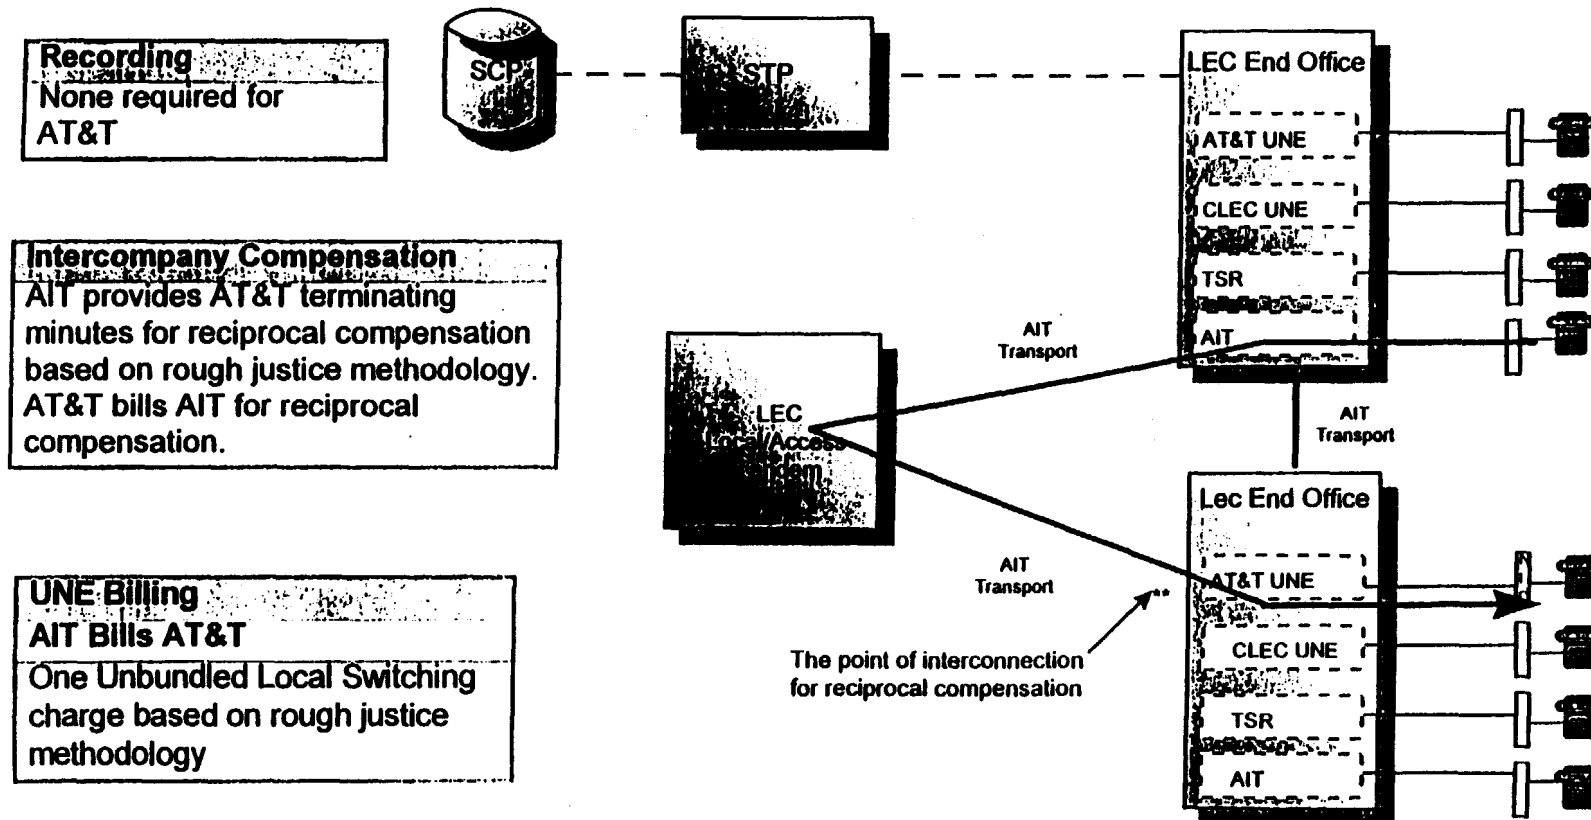 Recording
None required for
AT&T
SCP
STP
LEC End Office
AT&T UNE
CLEC UNE
TSR
AIT
Intercompany Compensation
AIT provides AT&T terminating
minutes for reciprocal compensation
based on rough justice methodology.
AT&T bills AIT for reciprocal
compensation.
AIT
Transport
LEC
Local/Access
Tandem
AIT
Transport
Lec End Office
AT&T UNE
CLEC UNE
TSR
AIT
AIT
Transport
**
The point of interconnection
for reciprocal compensation
UNE Billing
AIT Bills AT&T
One Unbundled Local Switching
charge based on rough justice
methodology